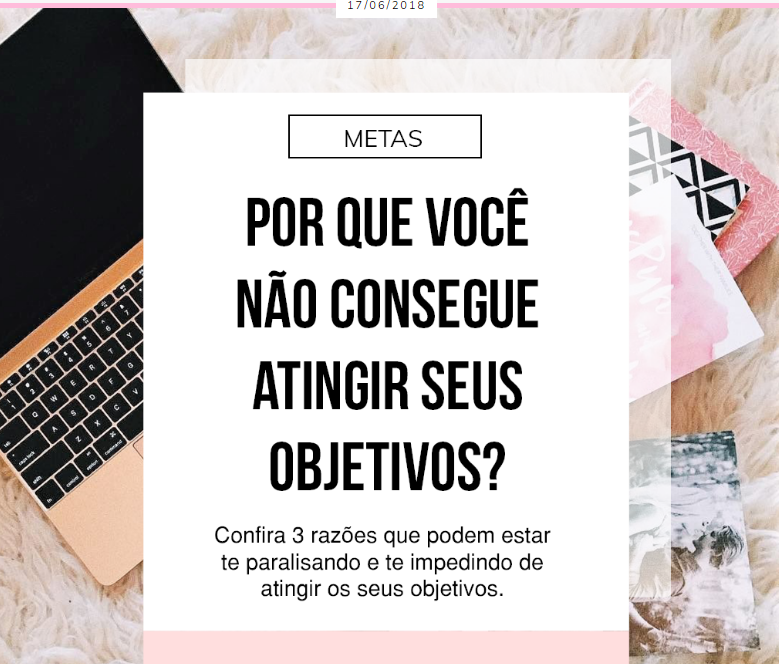 17/06/2018
METAS
POR QUE VOCÊ
NÃO CONSEGUE
ATINGIR SEUS
OBJETIVOS?
Confira 3 razões que podem estar
te paralisando e te impedindo de
atingir os seus objetivos.